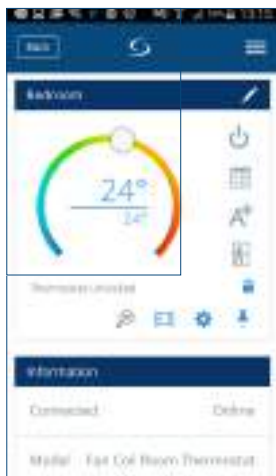 Back
Bedroom
24°
24°
Thermostat unlocked
Information
Connected Online
Model Fan Coil Room Thermostat